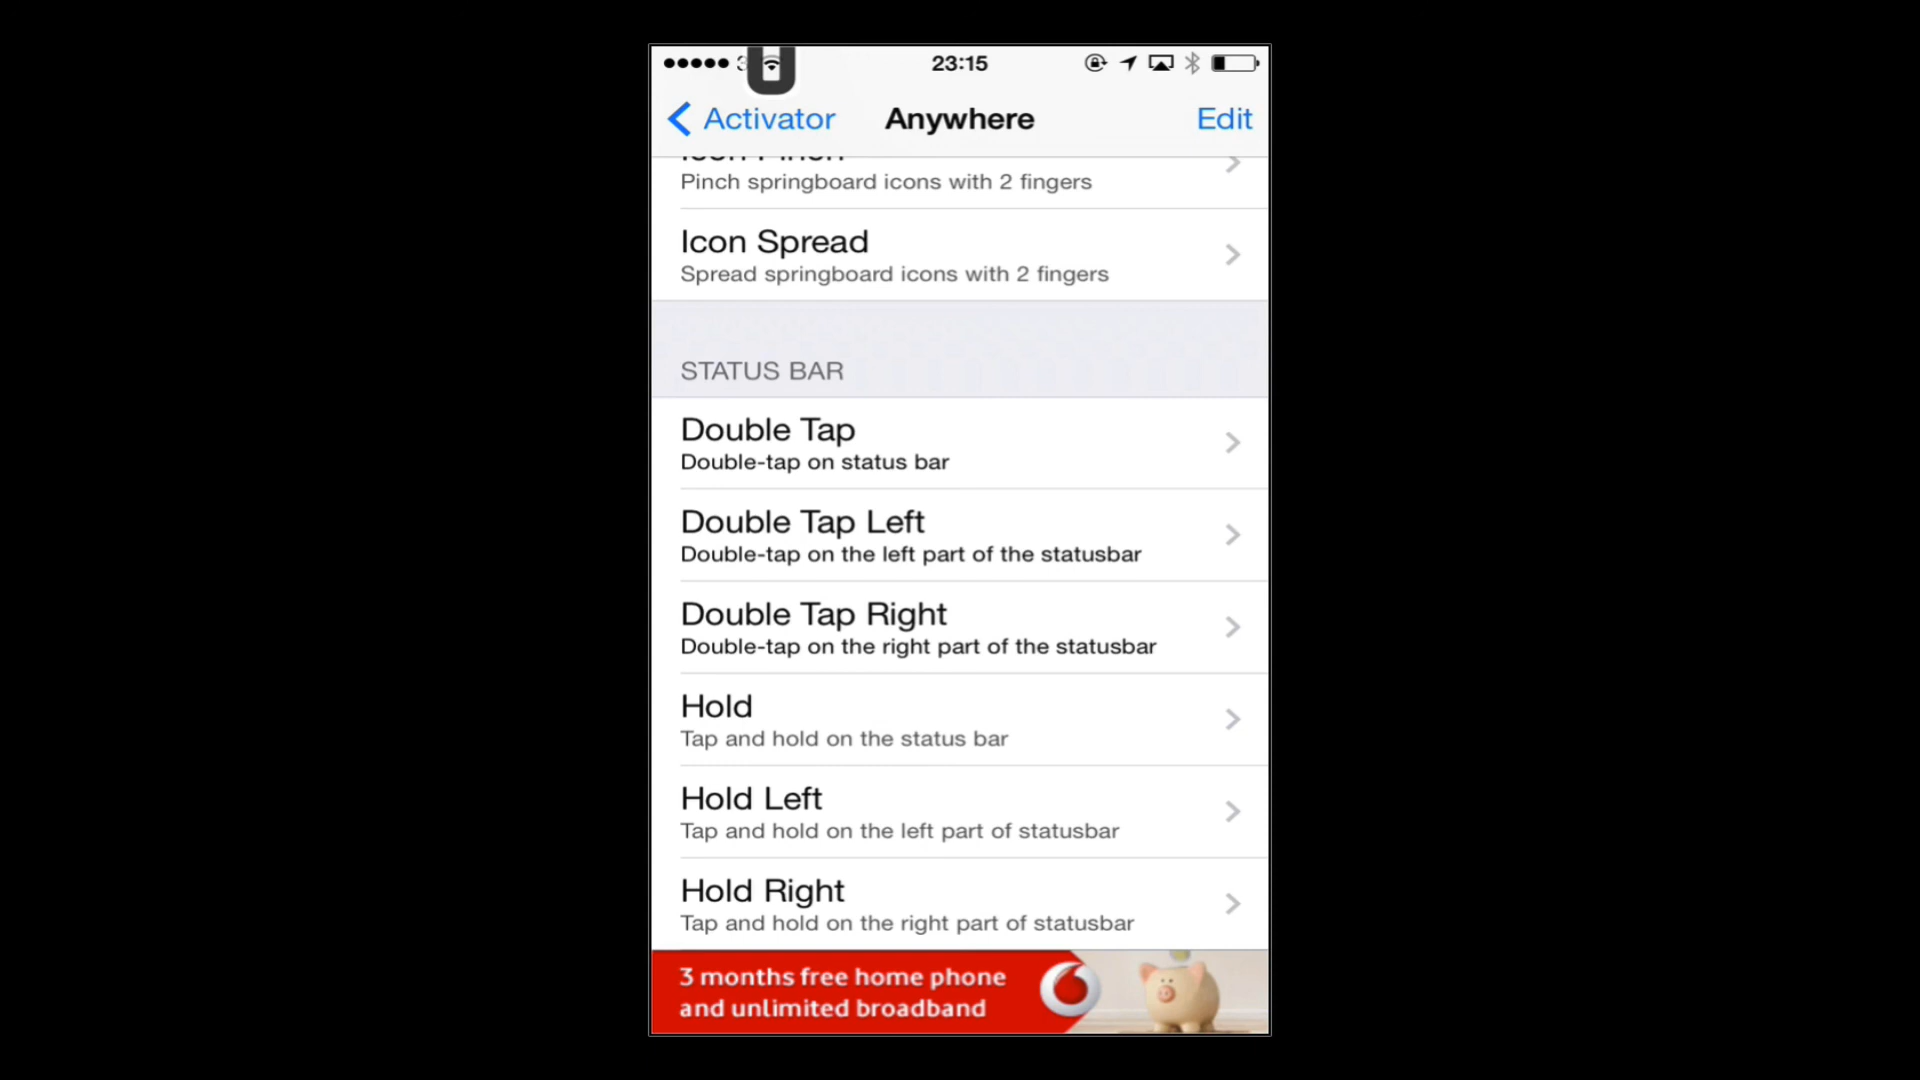 23:15
Activator
Anywhere
Edit
Icon Pinch
Pinch springboard icons with 2 fingers
Icon Spread
Spread springboard icons with 2 fingers
STATUS BAR
Double Tap
Double-tap on status bar
Double Tap Left
Double-tap on the left part of the statusbar
Double Tap Right
Double-tap on the right part of the statusbar
Hold
Tap and hold on the status bar
Hold Left
Tap and hold on the left part of statusbar
Hold Right
Tap and hold on the right part of statusbar
3 months free home phone
and unlimited broadband